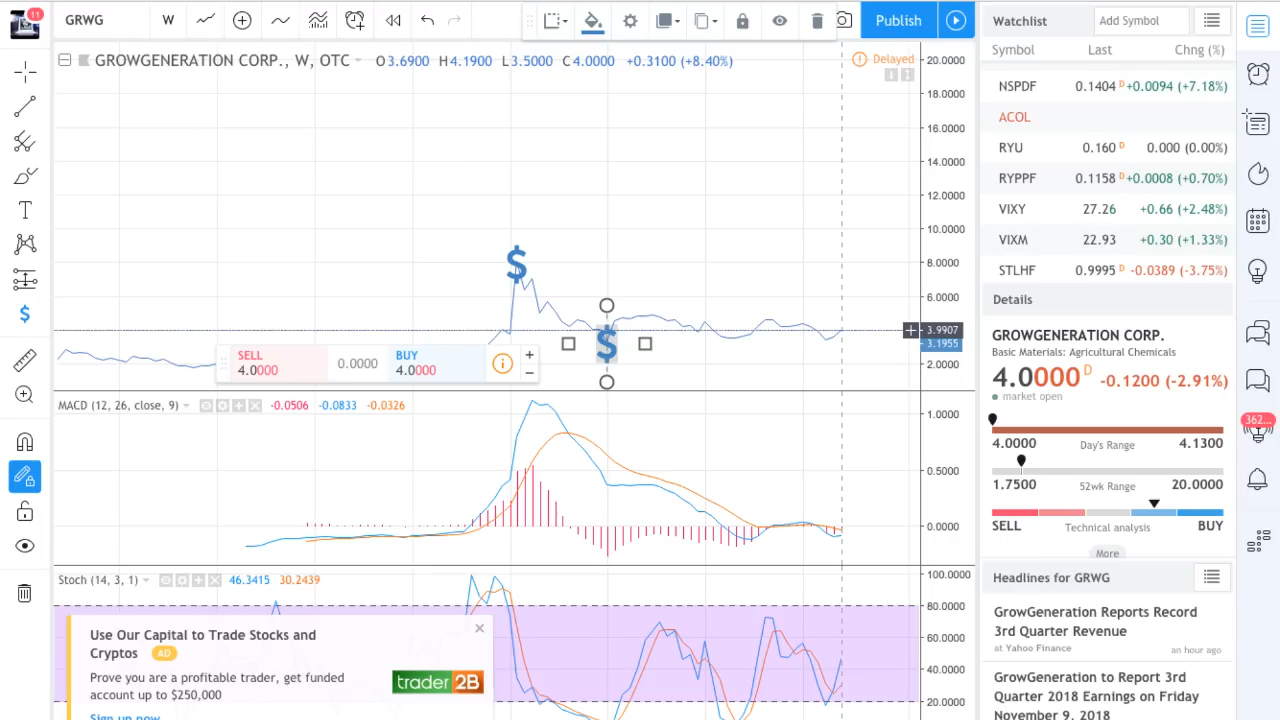 11
GRWG
W
Publish
GROWGENERATION CORP., W, OTC
O3.6900 H4.1900 L3.5000 C4.0000 +0.3100 (+8.40%)
Delayed
20.0000
18.0000
16.0000
14.0000
12.0000
10.0000
8.0000
6.0000
3.9907
3.1955
2.0000
$
$
$
T
SELL
4.0000
0.0000
BUY
4.0000
MACD (12, 26, close, 9) -0.0506 -0.0833 -0.0326
1.0000
0.5000
0.0000
Stoch (14, 3, 1) 46.3415 30.2439
100.0000
80.0000
60.0000
40.0000
20.0000
Use Our Capital to Trade Stocks and
Cryptos AD
Prove you are a profitable trader, get funded
account up to $250,000
Sign up now
trader2B
Watchlist Add Symbol
Symbol Last Chng (%)
NSPDF 0.1404 D +0.0094 (+7.18%)
ACOL
RYU 0.160 D 0.000 (0.00%)
RYPPF 0.1158 D +0.0008 (+0.70%)
VIXY 27.26 +0.66 (+2.48%)
VIXM 22.93 +0.30 (+1.33%)
STLHF 0.9995 D -0.0389 (-3.75%)
Details
GROWGENERATION CORP.
Basic Materials: Agricultural Chemicals
4.0000 D -0.1200 (-2.91%)
market open
4.0000 Day's Range 4.1300
1.7500 52wk Range 20.0000
SELL Technical analysis BUY
More
Headlines for GRWG
GrowGeneration Reports Record
3rd Quarter Revenue
at Yahoo Finance an hour ago
GrowGeneration to Report 3rd
Quarter 2018 Earnings on Friday
November 9, 2018
362...